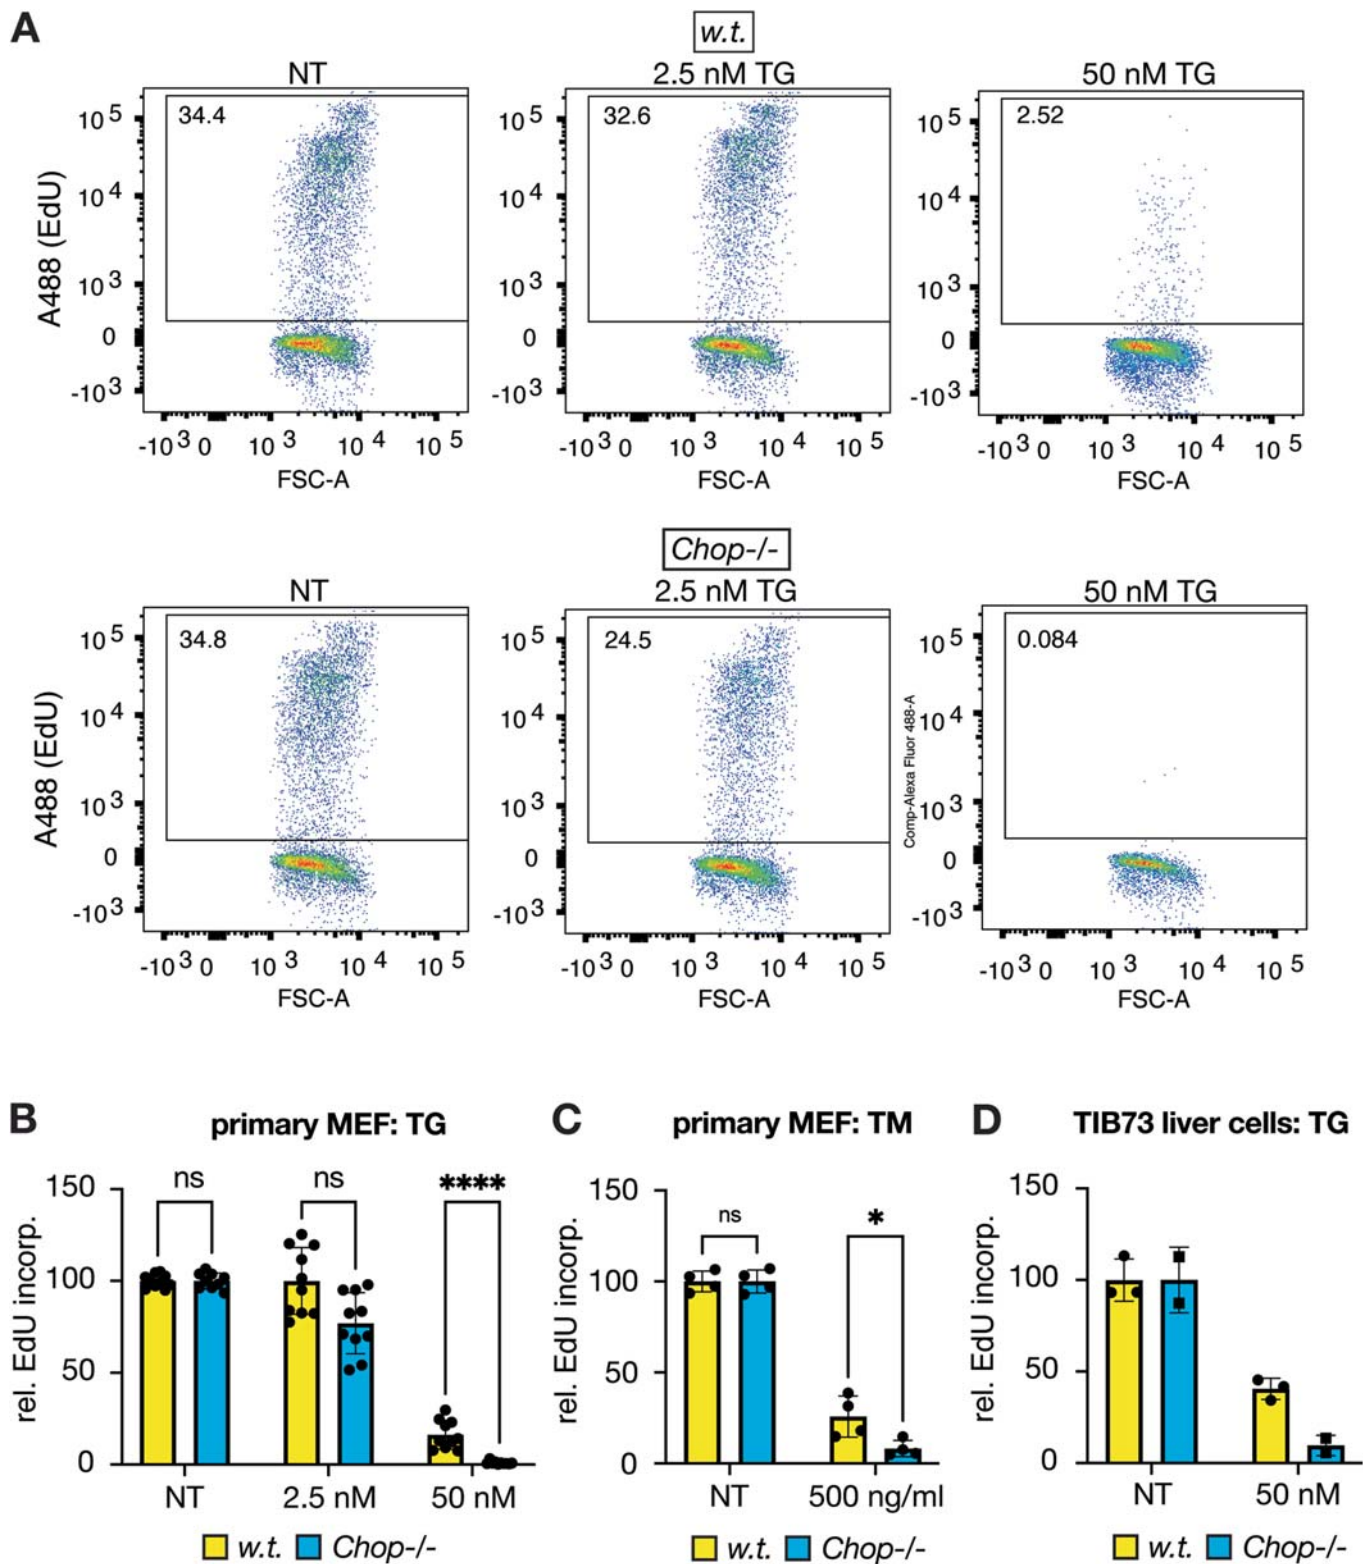 A
w.t.
NT
2.5 nM TG
50 nM TG
A488 (EdU)
34.4
10 5
10 4
10 3
0
-10 3
-10 3 0 10 3 10 4 10 5
FSC-A
32.6
10 5
10 4
10 3
0
-10 3
-10 3 0 10 3 10 4 10 5
FSC-A
2.52
10 5
10 4
10 3
0
-10 3
-10 3 0 10 3 10 4 10 5
FSC-A
Chop-/-
NT
2.5 nM TG
50 nM TG
A488 (EdU)
34.8
10 5
10 4
10 3
0
-10 3
-10 3 0 10 3 10 4 10 5
FSC-A
24.5
10 5
10 4
10 3
0
-10 3
-10 3 0 10 3 10 4 10 5
FSC-A
Comp-Alexa Fluor 488-A
0.084
10 5
10 4
10 3
0
-10 3
-10 3 0 10 3 10 4 10 5
FSC-A
B
primary MEF: TG
rel. EdU incorp.
150
100
50
0
ns
ns
****
NT
2.5 nM
50 nM
w.t. Chop-/-
C
primary MEF: TM
rel. EdU incorp.
150
100
50
0
ns
*
NT
500 ng/ml
w.t. Chop-/-
D
TIB73 liver cells: TG
rel. EdU incorp.
150
100
50
0
NT
50 nM
w.t. Chop-/-